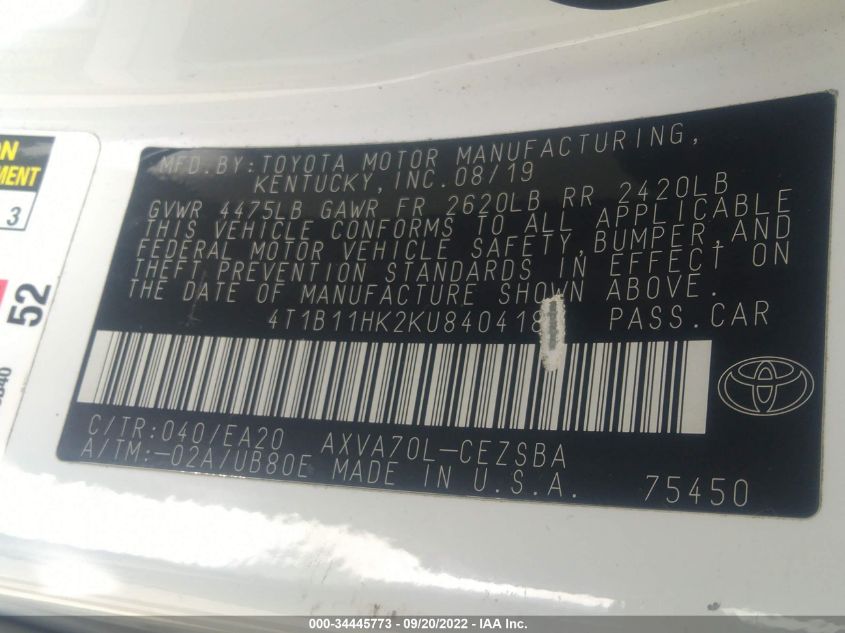 ON
MENT
3
52
MFD.BY:TOYOTA MOTOR MANUFACTURING,
KENTUCKY,INC.08/19
GVWR 4475LB GAWR FR 2620LB RR 2420LB
THIS VEHICLE CONFORMS TO ALL APPLICABLE
FEDERAL MOTOR VEHICLE SAFETY,BUMPER,AND
THEFT PREVENTION STANDARDS IN EFFECT ON
THE DATE OF MANUFACTURE SHOWN ABOVE.
4T1B11HK2KU840418 PASS.CAR
C/TR:040/EA20 AXVA70L-CEZSBA
A/TM:-02A/UB80E MADE IN U.S.A. 75450
000-34445773 - 09/20/2022 - IAA Inc.